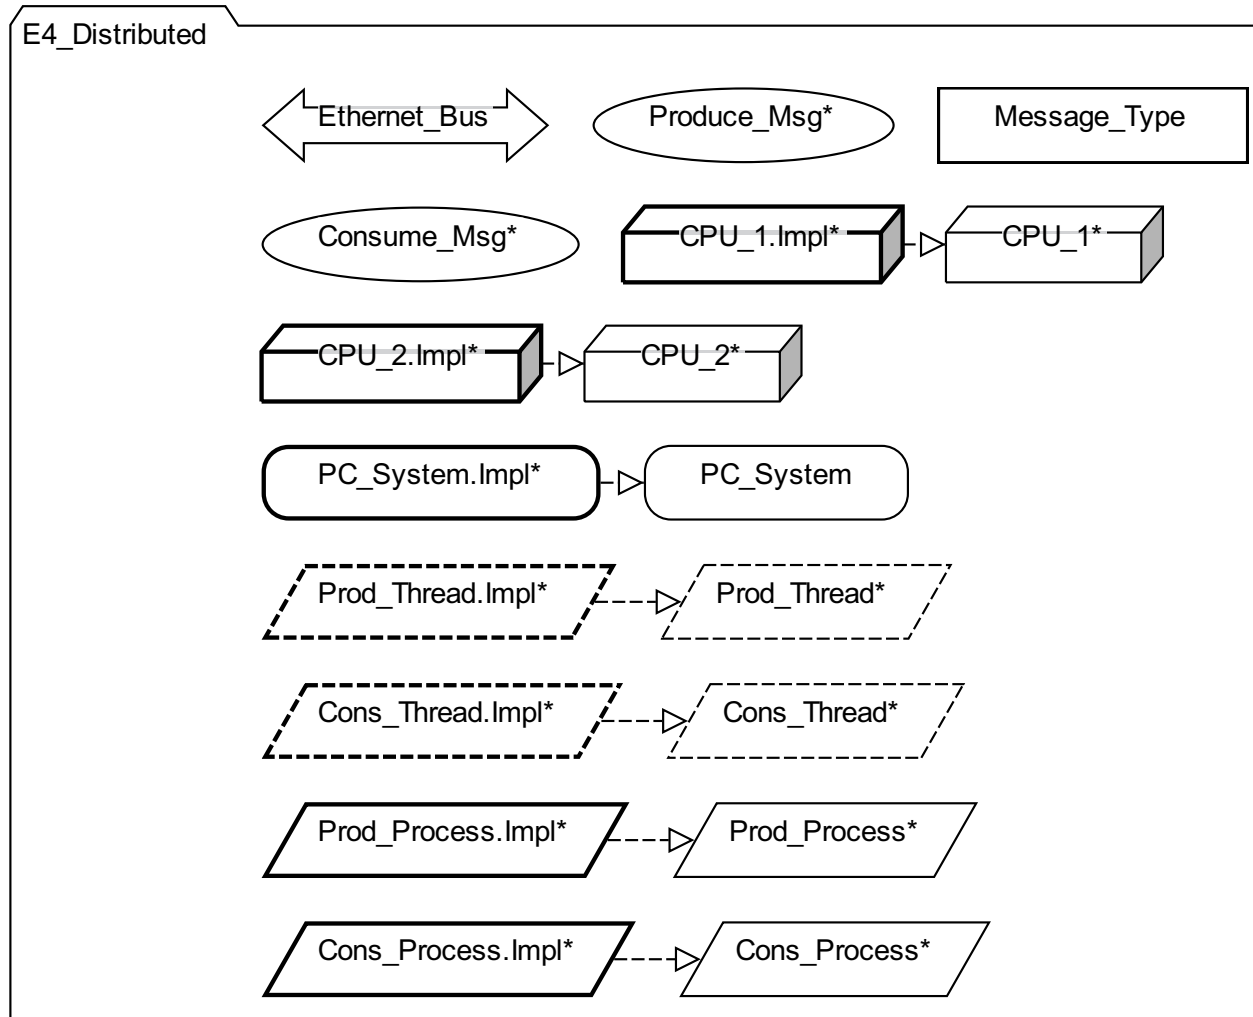 E4_Distributed
Ethernet_Bus
Produce_Msg*
Message_Type
Consume_Msg*
CPU_1.Impl*
CPU_1*
CPU_2.Impl*
CPU_2*
PC_System.Impl*
PC_System
Prod_Thread.Impl*
Prod_Thread*
Cons_Thread.Impl*
Cons_Thread*
Prod_Process.Impl*
Prod_Process*
Cons_Process.Impl*
Cons_Process*